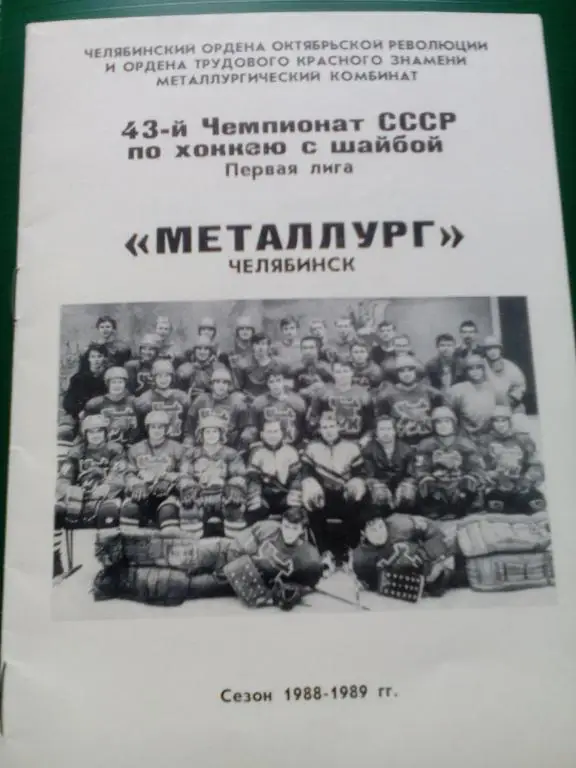 ЧЕЛЯБИНСКИЙ ОРДЕНА ОКТЯБРЬСКОЙ РЕВОЛЮЦИИ
И ОРДЕНА ТРУДОВОГО КРАСНОГО ЗНАМЕНИ
МЕТАЛЛУРГИЧЕСКИЙ КОМБИНАТ
43-й Чемпионат СССР
по хоккею с шайбой
Первая лига
«МЕТАЛЛУРГ»
ЧЕЛЯБИНСК
Сезон 1988-1989 гг.